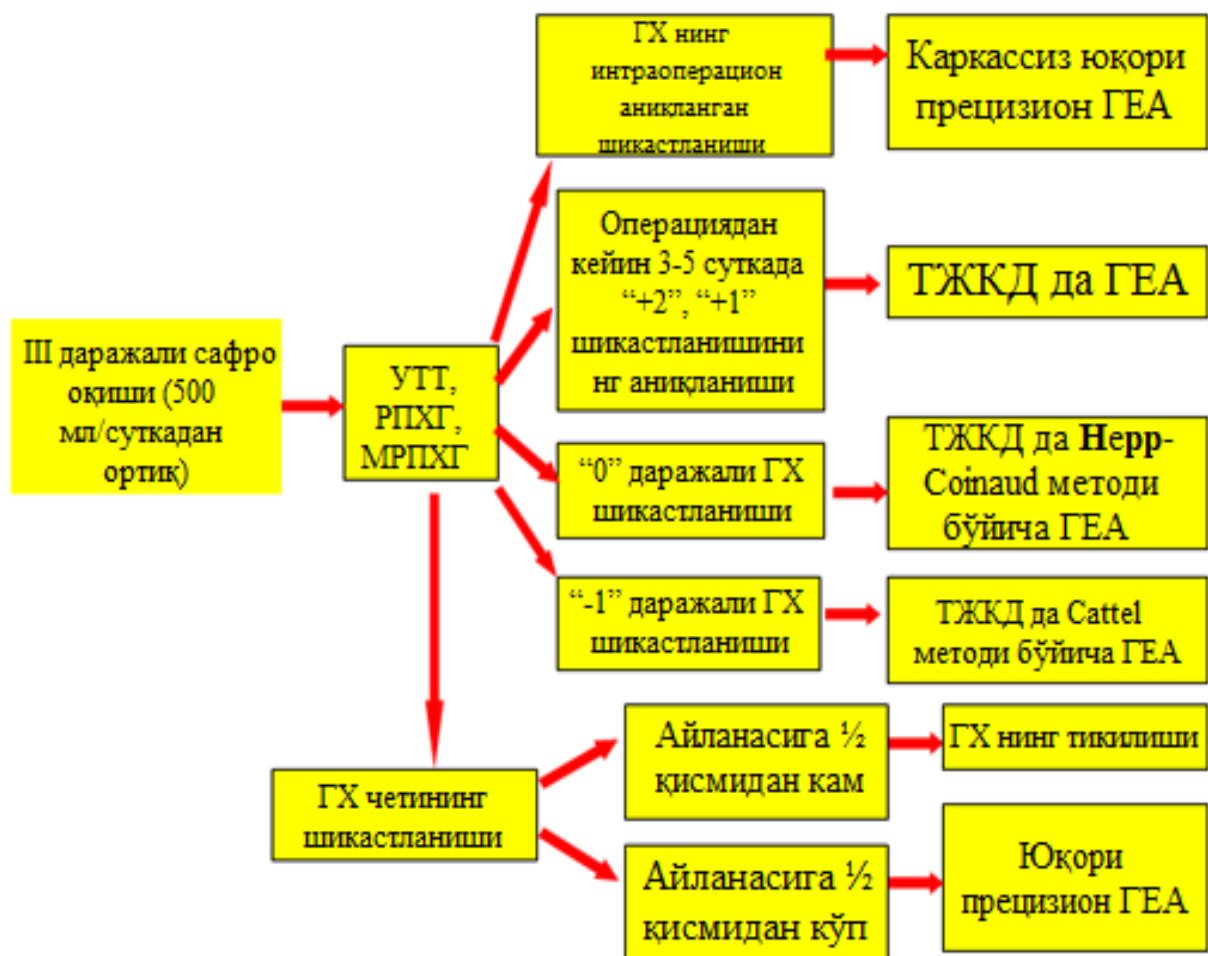 ГХ нинг
интраоперацион
аниқланган
шикастланиши
Каркассиз юқори
прецизион ГЕА
Операциядан
кейин 3-5 суткада
“+2”, “+1”
шикастланишини
нг аниқланиши
ТЖКД да ГЕА
III даражали сафро
оқиши (500
мл/суткадан
ортиқ)
УТТ,
РПХГ,
МРПХГ
“0” даражали ГХ
шикастланиши
ТЖКД да Нерр-
Coinaud методи
бўйича ГЕА
“-1” даражали ГХ
шикастланиши
ТЖКД да Cattel
методи бўйича ГЕА
ГХ четининг
шикастланиши
Айланасига ½
қисмидан кам
ГХ нинг тикилиши
Айланасига ½
қисмидан кўп
Юқори
прецизион ГЕА